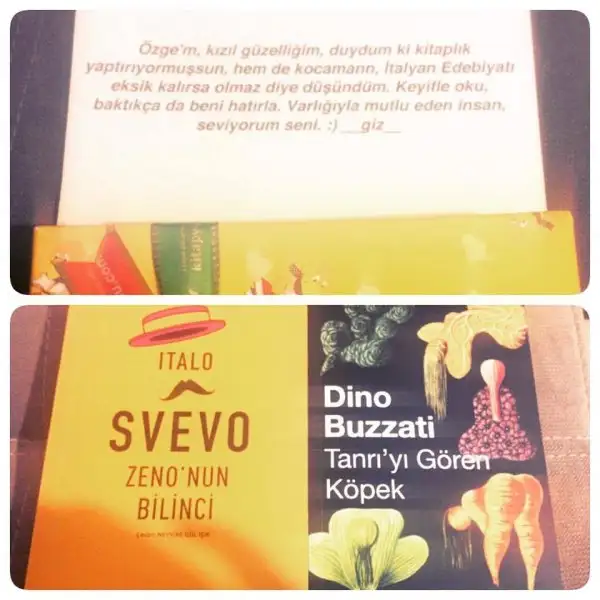 Özge'm, kızıl güzelliğim, duydum ki kitaplık
yaptırıyormuşsun, hem de kocamann, İtalyan Edebiyatı
eksik kalırsa olmaz diye düşündüm. Keyifle oku,
baktıkça da beni hatırla. Varlığıyla mutlu eden insan,
seviyorum seni. :)__giz__
kitapy
u.com
ITALO
SVEVO
ZENO'NUN
BİLİNCİ
Dino
Buzzati
Tanrı'yı Gören
Köpek